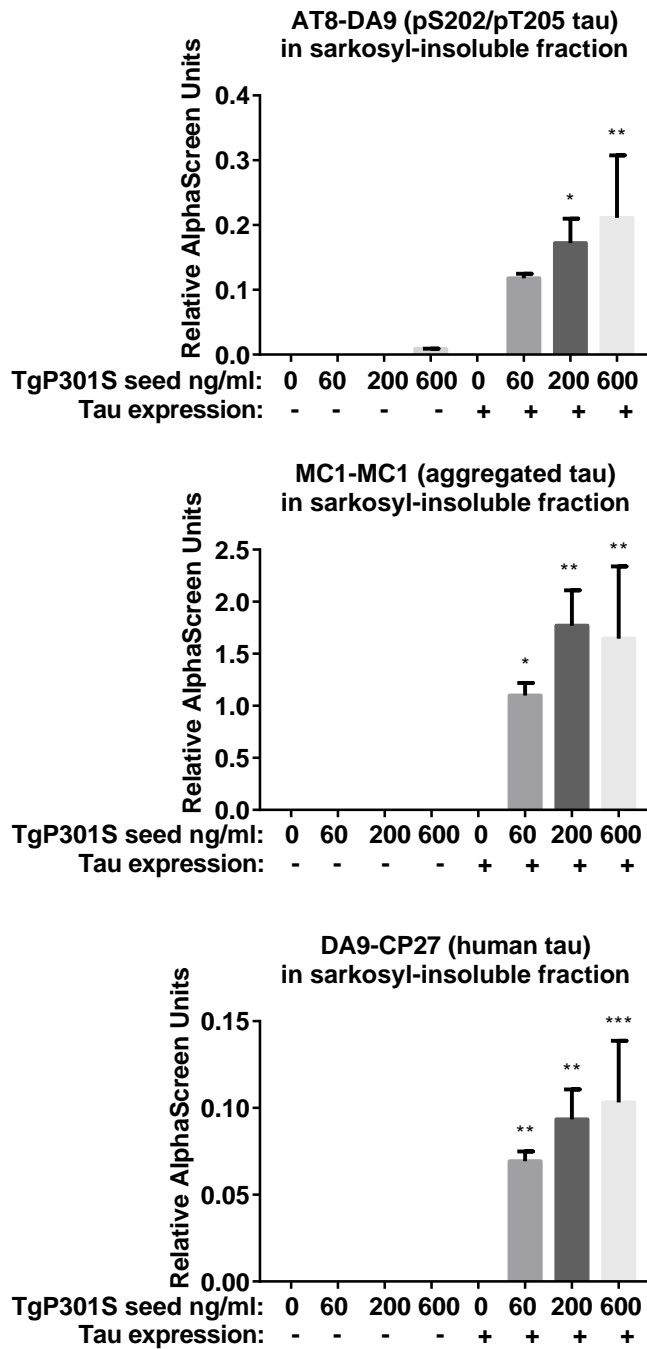 AT8-DA9 (pS202/pT205 tau)
in sarkosyl-insoluble fraction
Relative AlphaScreen Units
0.4
0.3
0.2
0.1
0.0
*
**
TgP301S seed ng/ml: 0 60 200 600 0 60 200 600
Tau expression: - - - - + + + +
MC1-MC1 (aggregated tau)
in sarkosyl-insoluble fraction
Relative AlphaScreen Units
2.5
2.0
1.5
1.0
0.5
0.0
*
**
**
TgP301S seed ng/ml: 0 60 200 600 0 60 200 600
Tau expression: - - - - + + + +
DA9-CP27 (human tau)
in sarkosyl-insoluble fraction
Relative AlphaScreen Units
0.15
0.10
0.05
0.00
**
**
***
TgP301S seed ng/ml: 0 60 200 600 0 60 200 600
Tau expression: - - - - + + + +